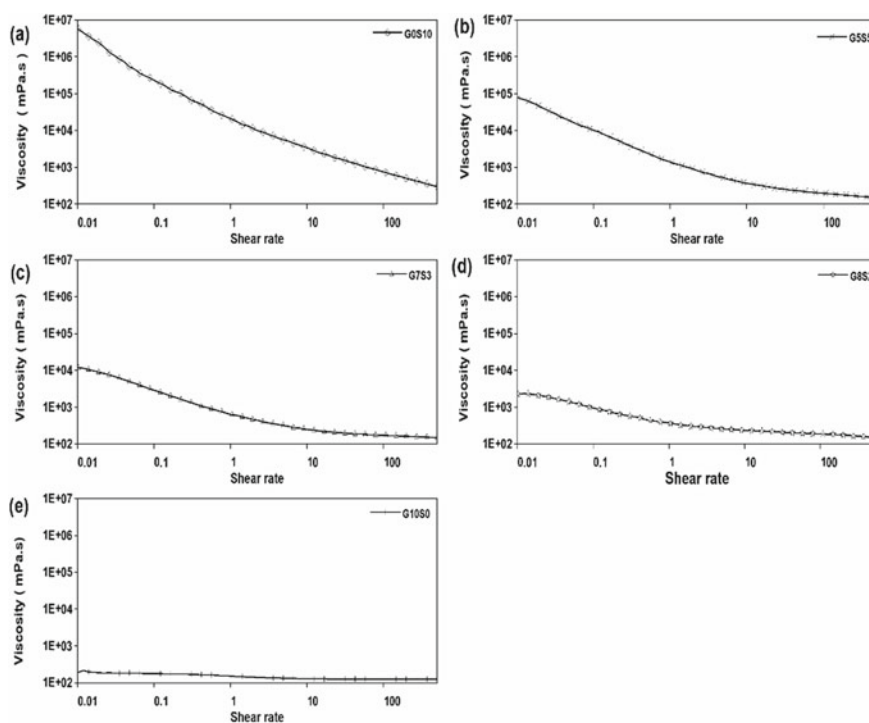 (a)
G0S10
Viscosity ( mPa.s)
1E+07
1E+06
1E+05
1E+04
1E+03
1E+02
0.01 0.1 1 10 100
Shear rate
(b)
G5S5
Viscosity ( mPa.s)
1E+07
1E+06
1E+05
1E+04
1E+03
1E+02
0.01 0.1 1 10 100
Shear rate
(c)
G7S3
Viscosity ( mPa.s)
1E+07
1E+06
1E+05
1E+04
1E+03
1E+02
0.01 0.1 1 10 100
Shear rate
(d)
G8S2
Viscosity ( mPa.s)
1E+07
1E+06
1E+05
1E+04
1E+03
1E+02
0.01 0.1 1 10 100
Shear rate
(e)
G10S0
Viscosity ( mPa.s)
1E+07
1E+06
1E+05
1E+04
1E+03
1E+02
0.01 0.1 1 10 100
Shear rate